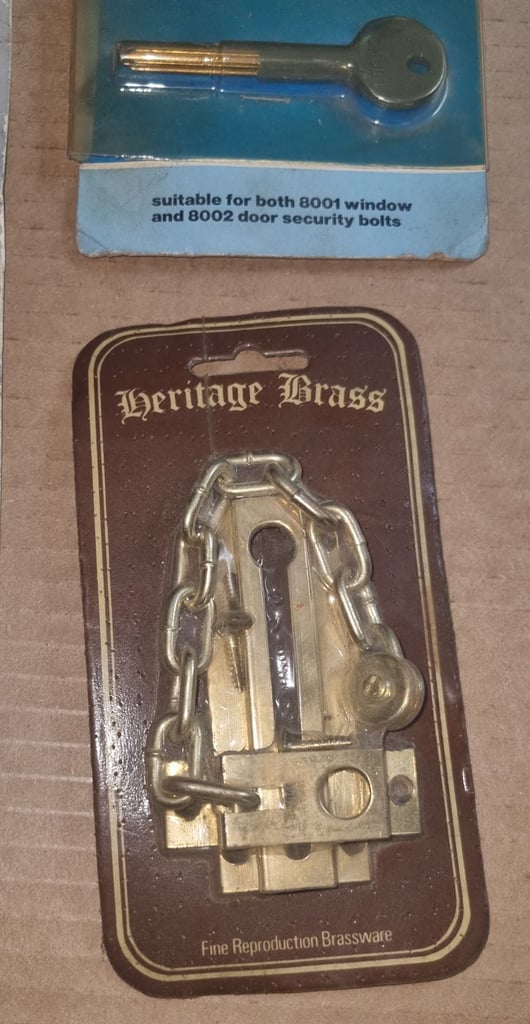 suitable for both 8001 window
and 8002 door security bolts
Heritage Brass
Fine Reproduction Brassware